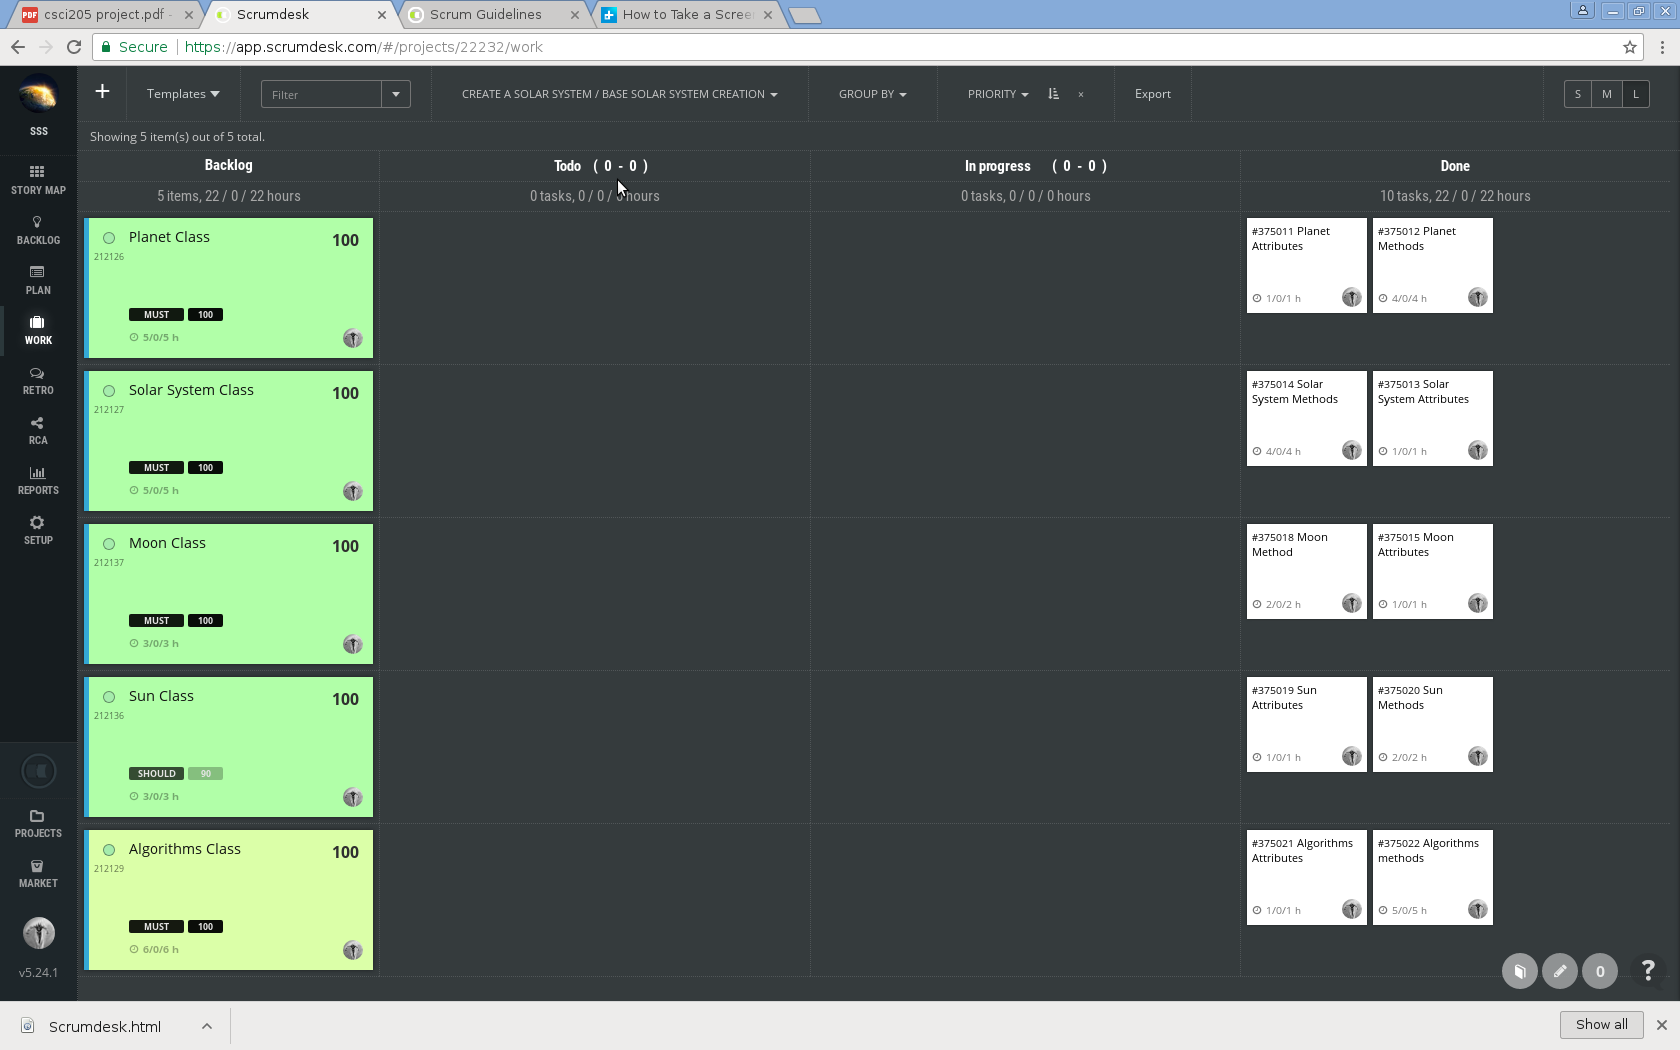 csci205 project.pdf -
Scrumdesk
Scrum Guidelines
How to Take a Scree
Secure
https://app.scrumdesk.com/#/projects/22232/work
SSS
STORY MAP
BACKLOG
PLAN
WORK
RETRO
RCA
REPORTS
SETUP
PROJECTS
MARKET
v5.24.1
+
Templates
Filter
CREATE A SOLAR SYSTEM / BASE SOLAR SYSTEM CREATION
GROUP BY
PRIORITY
×
Export
S M L
Showing 5 item(s) out of 5 total.
Backlog
5 items, 22 / 0 / 22 hours
Todo ( 0 - 0 )
0 tasks, 0 / 0 / 0 hours
In progress ( 0 - 0 )
0 tasks, 0 / 0 / 0 hours
Done
10 tasks, 22 / 0 / 22 hours
Planet Class 100
212126
MUST 100
5/0/5 h
#375011 Planet
Attributes
1/0/1 h
#375012 Planet
Methods
4/0/4 h
Solar System Class 100
212127
MUST 100
5/0/5 h
#375014 Solar
System Methods
4/0/4 h
#375013 Solar
System Attributes
1/0/1 h
Moon Class 100
212137
MUST 100
3/0/3 h
#375018 Moon
Method
2/0/2 h
#375015 Moon
Attributes
1/0/1 h
Sun Class 100
212136
SHOULD 90
3/0/3 h
#375019 Sun
Attributes
1/0/1 h
#375020 Sun
Methods
2/0/2 h
Algorithms Class 100
212129
MUST 100
6/0/6 h
#375021 Algorithms
Attributes
1/0/1 h
#375022 Algorithms
methods
5/0/5 h
0
?
Scrumdesk.html
Show all